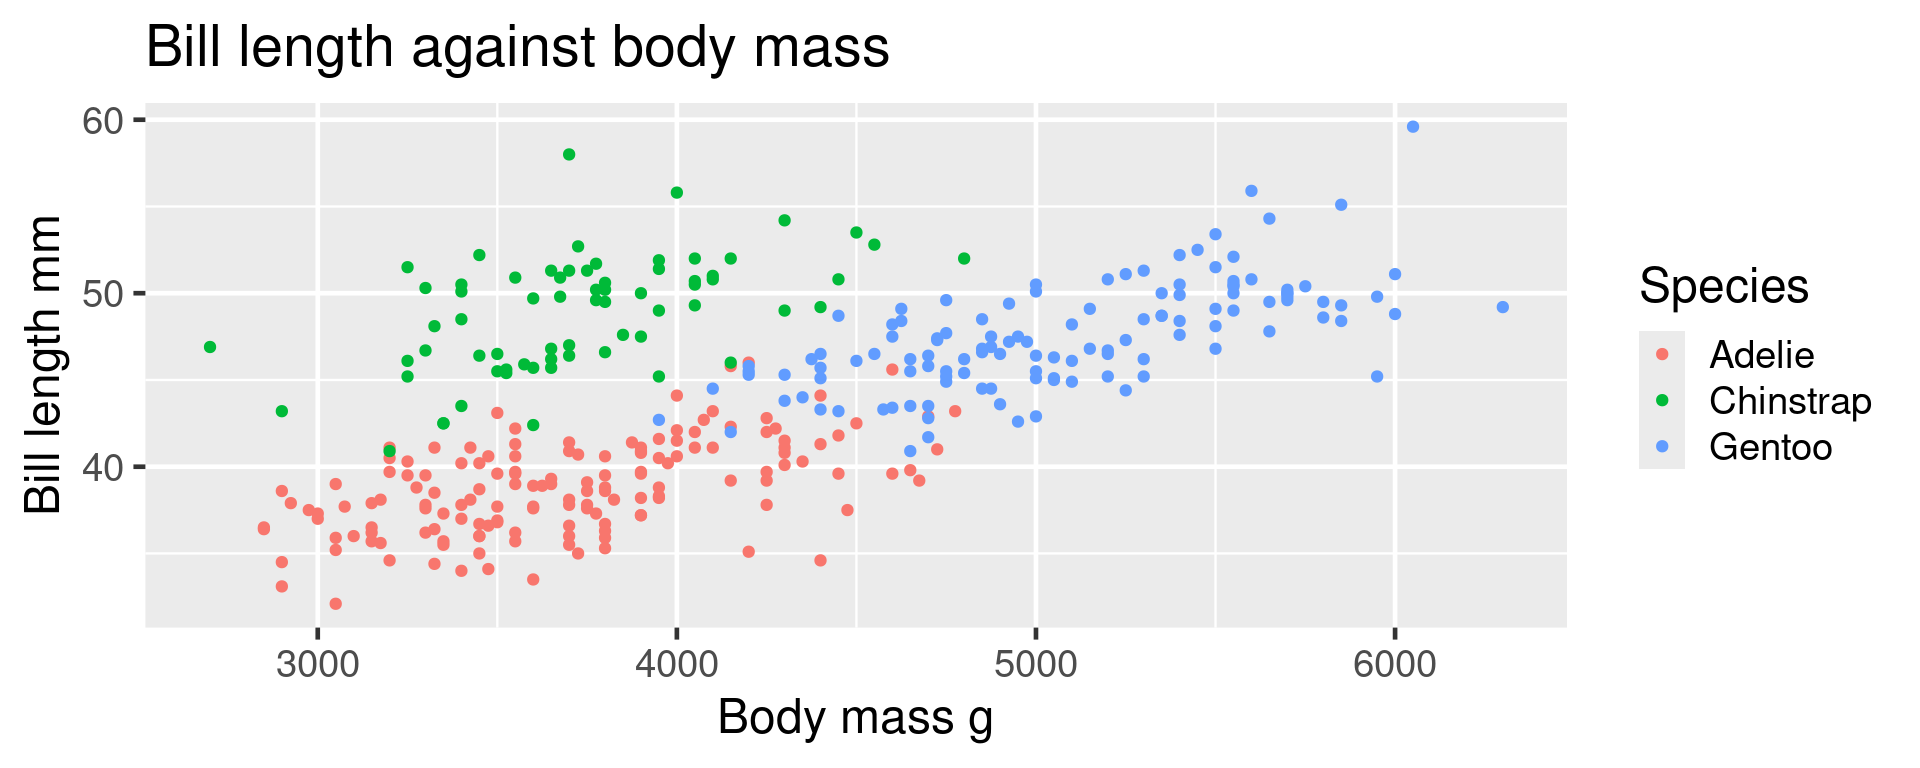 Bill length against body mass
Bill length mm
60
50
40
3000 4000 5000 6000
Body mass g
Species
Adelie
Chinstrap
Gentoo